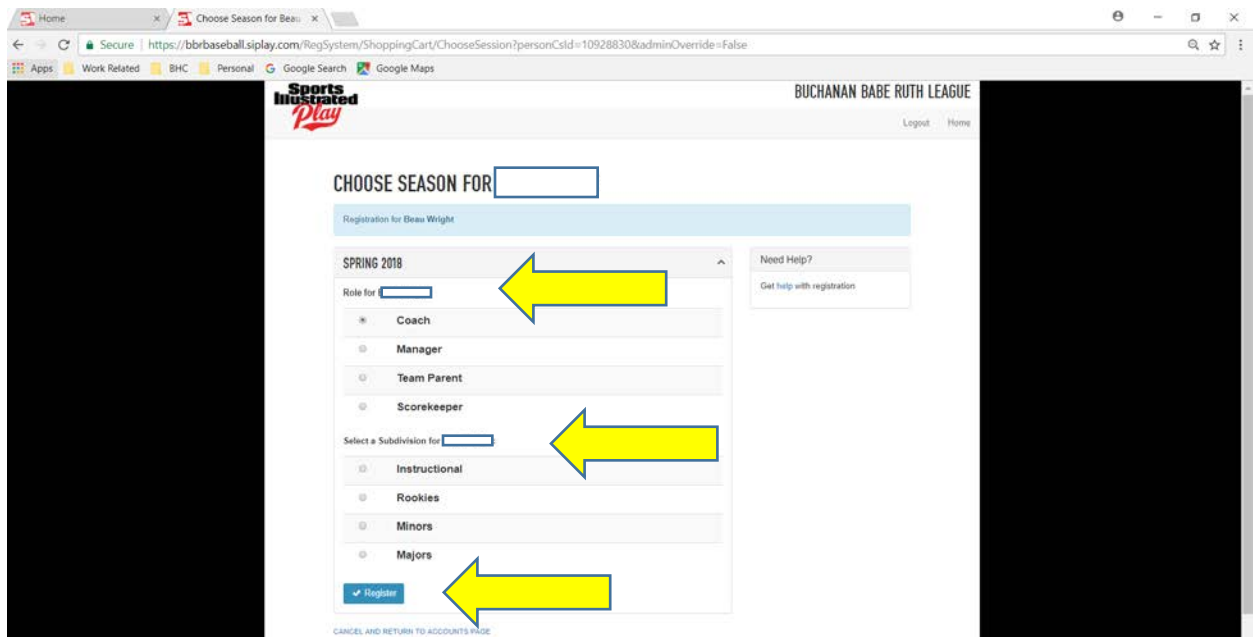 Home
Choose Season for Beau
Secure | https://bbrbaseball.siplay.com/RegSystem/ShoppingCart/ChooseSession?personCsId=10928830&adminOverride=False
Apps Work Related BHC Personal Google Search Google Maps
Sports
Illustrated
Play
BUCHANAN BABE RUTH LEAGUE
Logout Home
CHOOSE SEASON FOR
Registration for Beau Wright
SPRING 2018
Role for
Coach
Manager
Team Parent
Scorekeeper
Select a Subdivision for
Instructional
Rookies
Minors
Majors
Register
CANCEL AND RETURN TO ACCOUNTS PAGE
Need Help?
Get help with registration